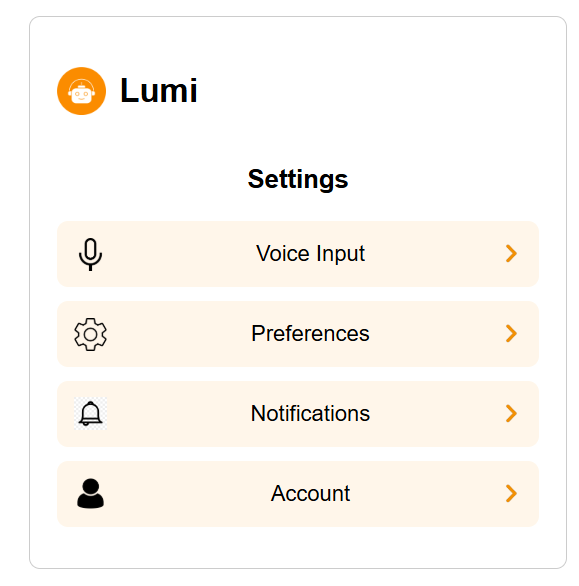 Lumi
Settings
Voice Input
Preferences
Notifications
Account